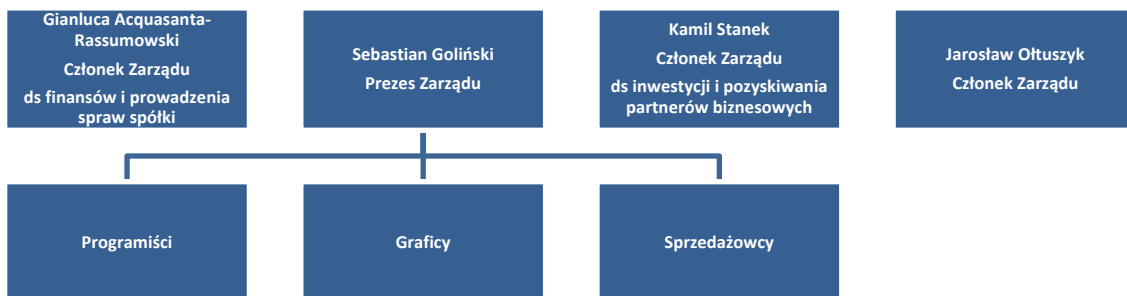 Gianluca Acquasanta-
Rassumowski
Członek Zarządu
ds finansów i prowadzenia
spraw spółki
Sebastian Goliński
Prezes Zarządu
Kamil Stanek
Członek Zarządu
ds inwestycji i pozyskiwania
partnerów biznesowych
Jarosław Ołtuszyk
Członek Zarządu
Programiści
Graficy
Sprzedażowcy